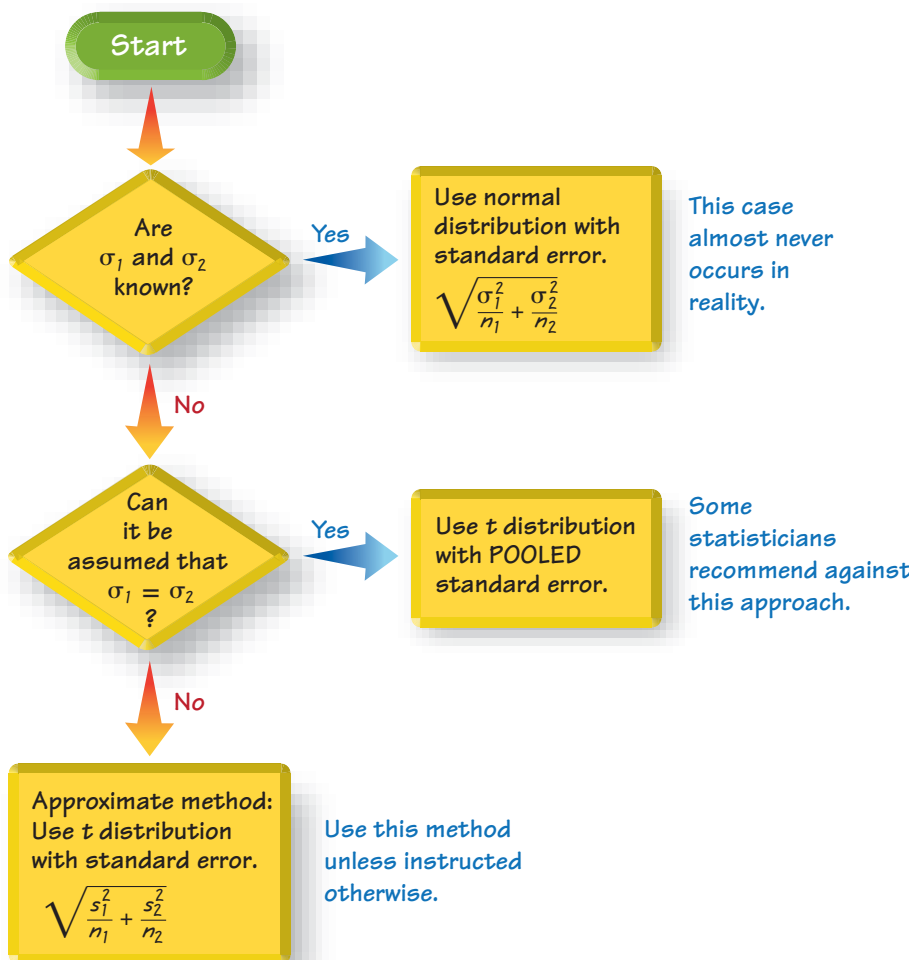 Start
Are
σ1 and σ2
known?
Yes
Use normal
distribution with
standard error.
√(σ1²/n1 + σ2²/n2)
This case
almost never
occurs in
reality.
No
Can
it be
assumed that
σ1 = σ2
?
Yes
Use t distribution
with POOLED
standard error.
Some
statisticians
recommend against
this approach.
No
Approximate method:
Use t distribution
with standard error.
√(s1²/n1 + s2²/n2)
Use this method
unless instructed
otherwise.